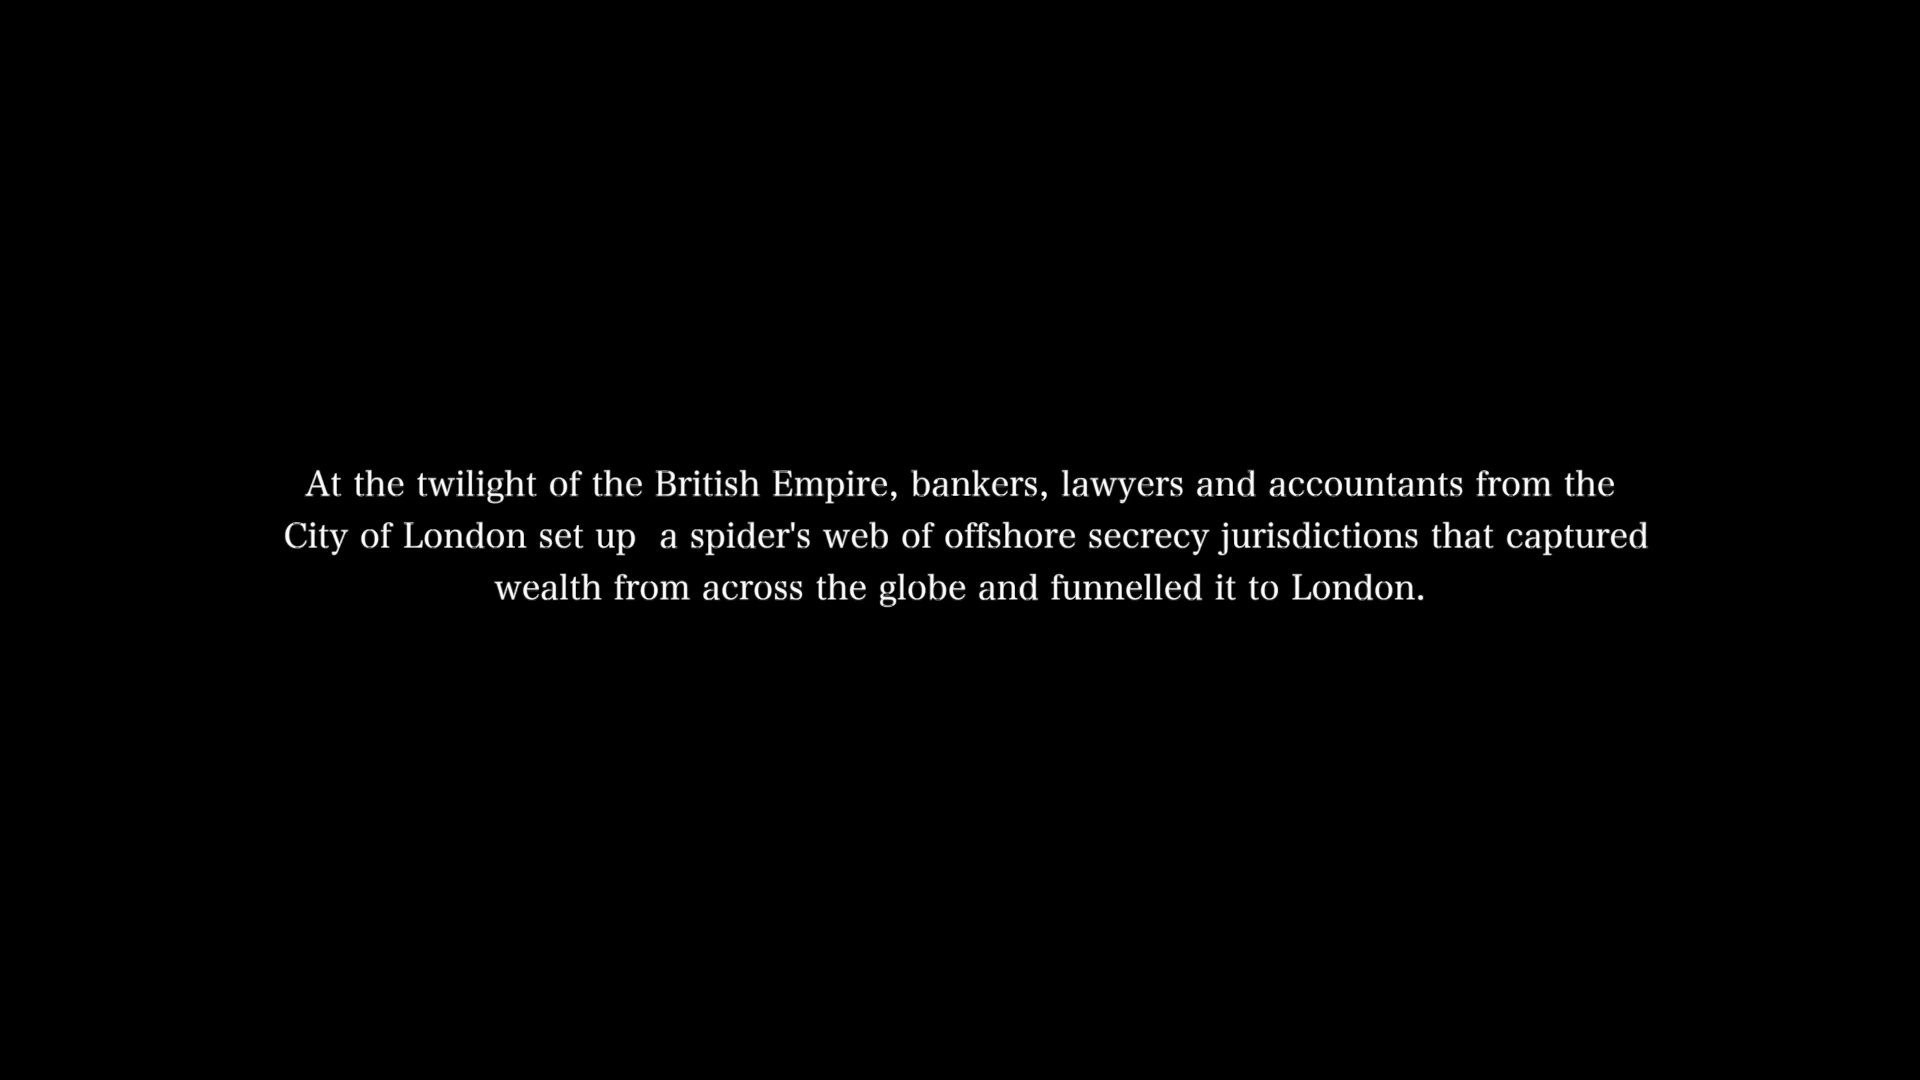 At the twilight of the British Empire, bankers, lawyers and accountants from the
City of London set up  a spider's web of offshore secrecy jurisdictions that captured
wealth from across the globe and funnelled it to London.